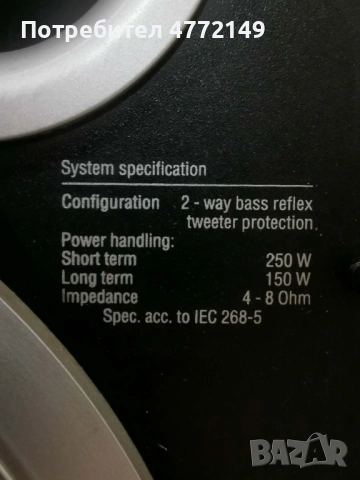 Потребител 4772149
System specification
Configuration 2 - way bass reflex
tweeter protection
Power handling:
Short term 250 W
Long term 150 W
Impedance 4 - 8 Ohm
Spec. acc. to IEC 268-5
BAZAR